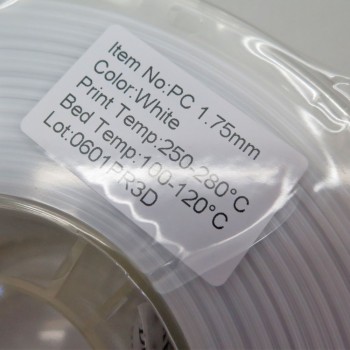 Item No:PC 1.75mm
Color:White
Print Temp:250-280°C
Bed Temp:100-120°C
Lot:0601PR3D